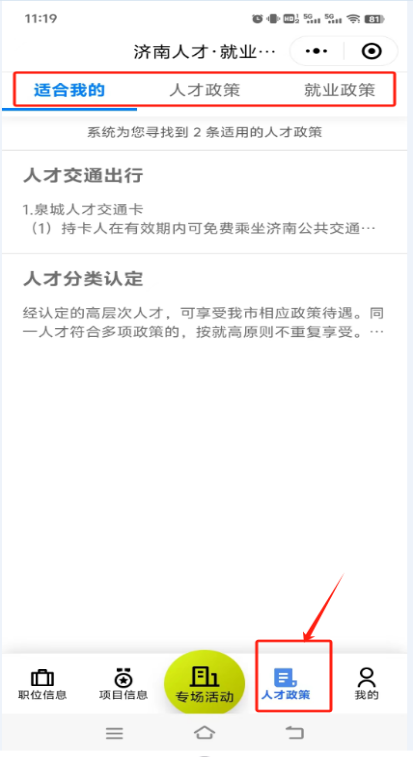 11:19
HD 5G 5G 81
济南人才·就业···
适合我的 人才政策 就业政策
系统为您寻找到 2 条适用的人才政策
人才交通出行
1.泉城人才交通卡
（1）持卡人在有效期内可免费乘坐济南公共交通···
人才分类认定
经认定的高层次人才，可享受我市相应政策待遇。同
一人才符合多项政策的，按就高原则不重复享受。···
职位信息 项目信息 专场活动 人才政策 我的